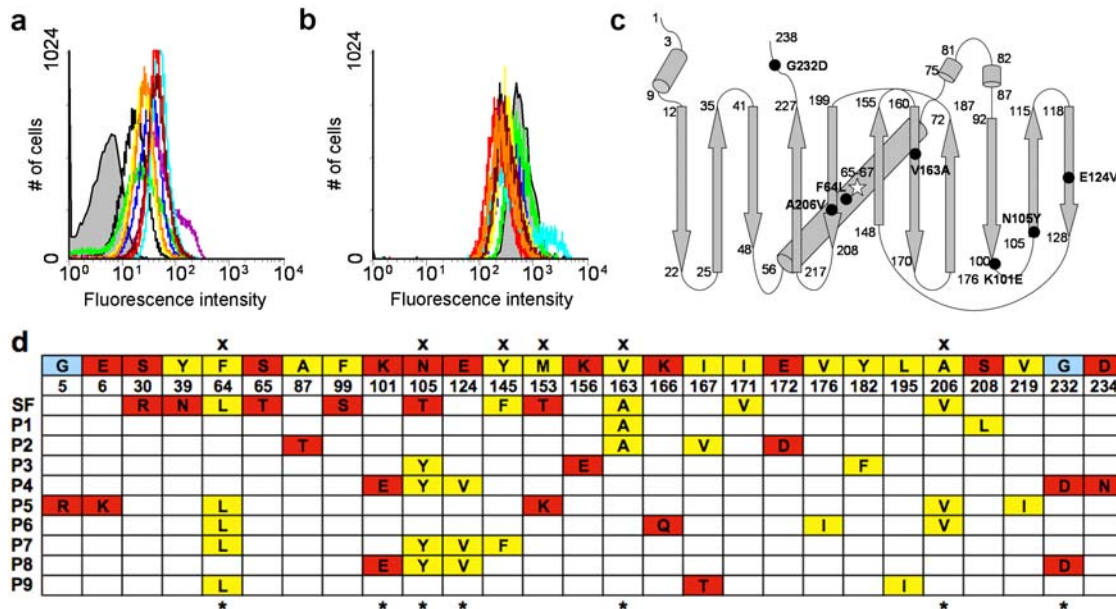 a
1024
# of cells
0
10^0 10^1 10^2 10^3 10^4
Fluorescence intensity
b
1024
# of cells
0
10^0 10^1 10^2 10^3 10^4
Fluorescence intensity
c
1
3
9
12
22
25
35
41
48
56
238
G232D
227
217
199
208
65-67
F64L
A206V
155
148
160
V163A
170
72
187
176
75
81
82
87
92
100
K101E
105
N105Y
115
118
E124V
128
d
x x x x x x
G E S Y F S A F K N E Y M K V K I I E V Y L A S V G D
5 6 30 39 64 65 87 99 101 105 124 145 153 156 163 166 167 171 172 176 182 195 206 208 219 232 234
SF R N L T S T F T A V V
P1 A L
P2 T A V D
P3 Y E F
P4 E Y V D N
P5 R K L K V I
P6 L Q I V
P7 L Y V F
P8 E Y V D
P9 L T I
* * * * * * *